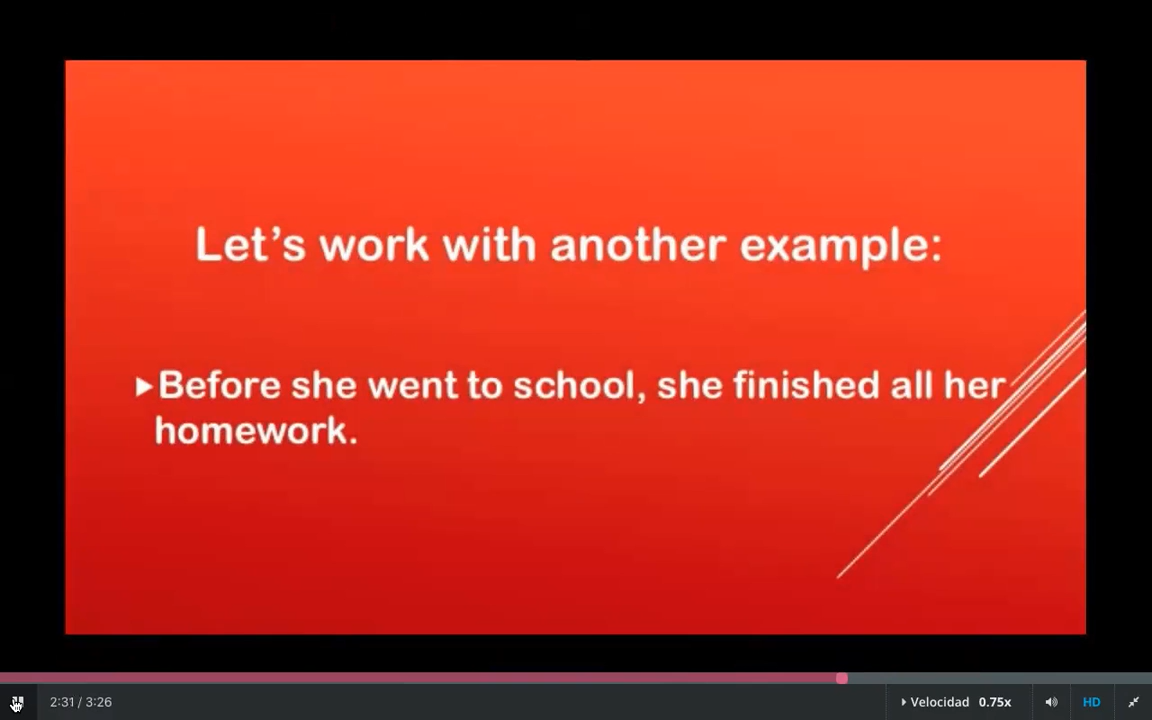 Let's work with another example:
▶Before she went to school, she finished all her
homework.
2:31 / 3:26
Velocidad 0.75x
HD